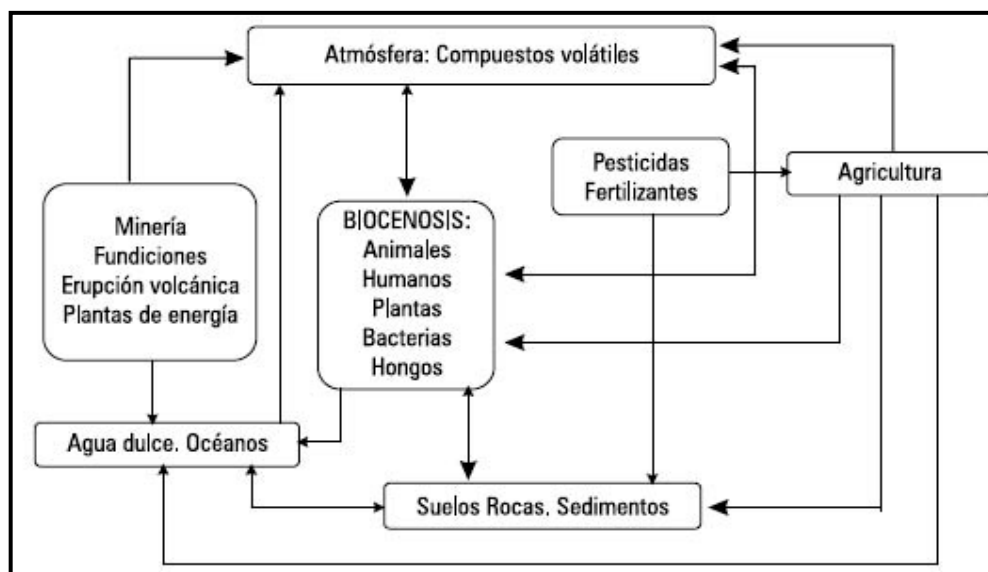 Atmósfera: Compuestos volátiles
Pesticidas
Fertilizantes
Agricultura
Minería
Fundiciones
Erupción volcánica
Plantas de energía
BIOCENOSIS:
Animales
Humanos
Plantas
Bacterias
Hongos
Agua dulce. Océanos
Suelos Rocas. Sedimentos